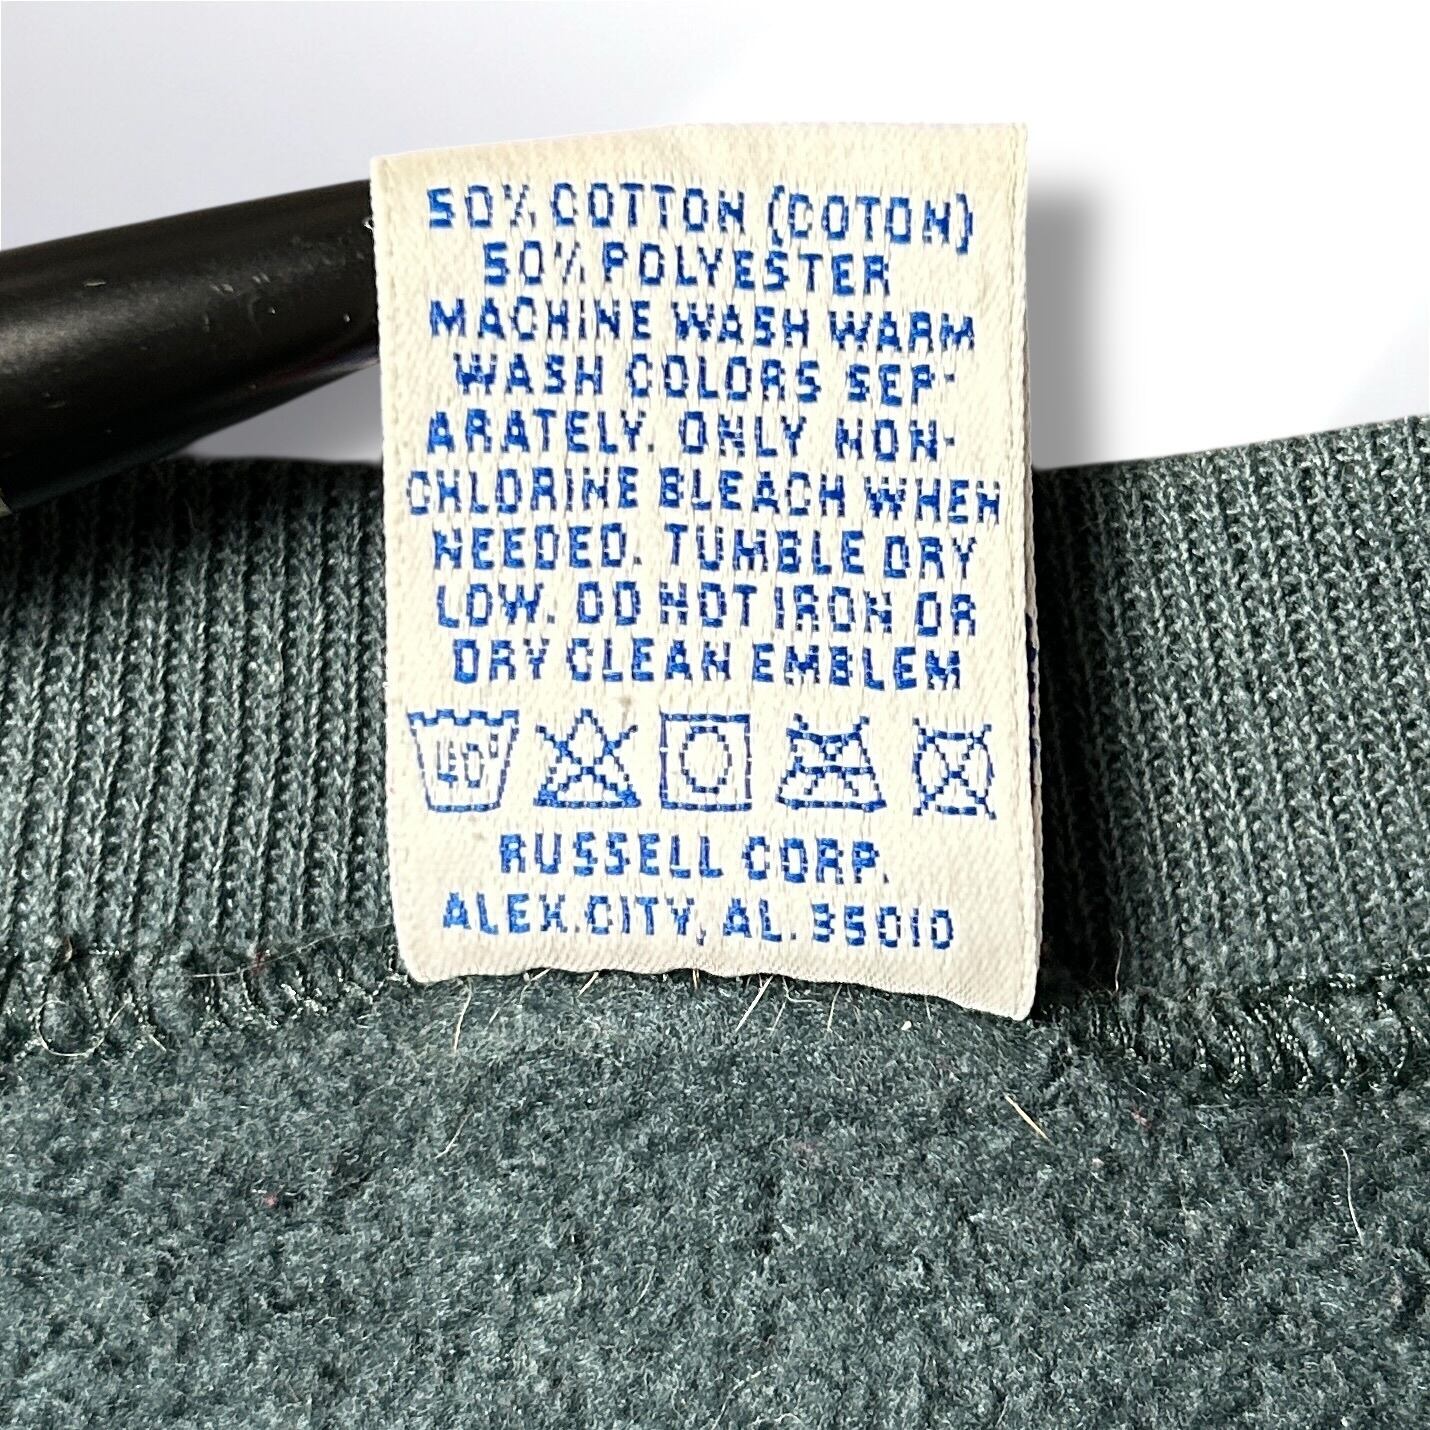 50% COTTON (COTON)
50% POLYESTER
MACHINE WASH WARM
WASH COLORS SEP-
ARATELY. ONLY NON-
CHLORINE BLEACH WHEN
NEEDED. TUMBLE DRY
LOW. DO NOT IRON OR
DRY CLEAN EMBLEM
40°
RUSSELL CORP.
ALEX. CITY, AL. 35010